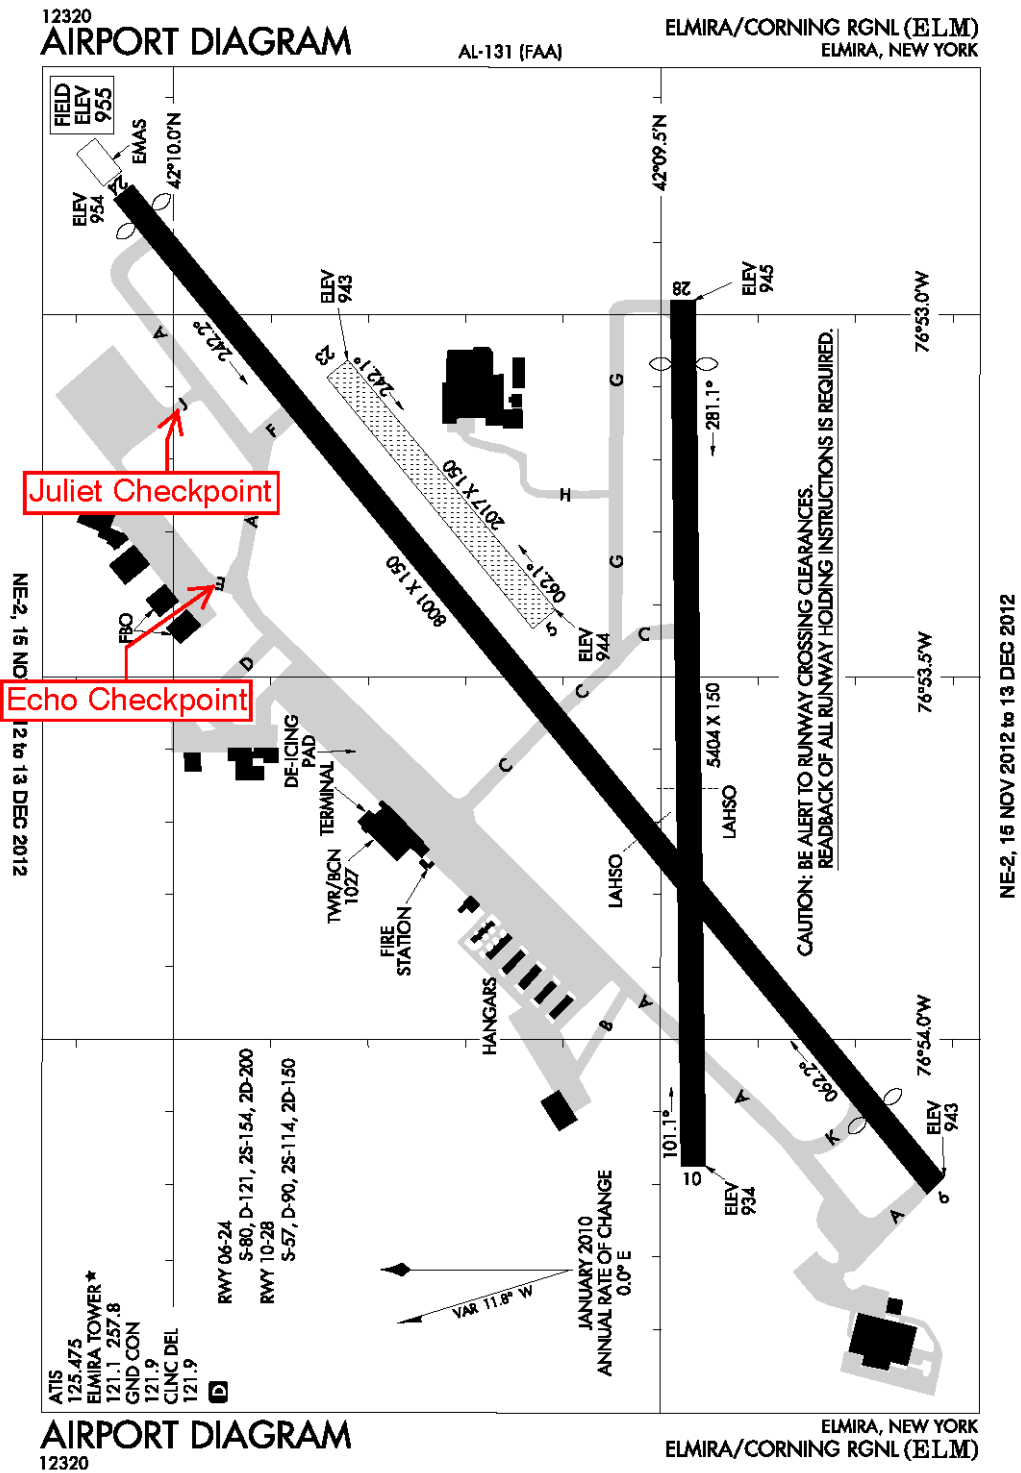 12320
AIRPORT DIAGRAM
AL-131 (FAA)
ELMIRA/CORNING RGNL (ELM)
ELMIRA, NEW YORK
FIELD
ELEV
955
EMAS
42°10.0'N
42°09.5'N
ELEV
954
24
ELEV
943
23
242.2°
242.1°
28
ELEV
945
76°53.0'W
A
J
F
G
281.1°
Juliet Checkpoint
2017 X 150
H
A
G
8001 X 150
062.1°
E
FBO
5
ELEV
944
C
D
C
Echo Checkpoint
76°53.5'W
5404 X 150
DE-ICING
PAD
C
TERMINAL
TWR/BCN
1027
FIRE
STATION
LAHSO
LAHSO
CAUTION: BE ALERT TO RUNWAY CROSSING CLEARANCES.
READBACK OF ALL RUNWAY HOLDING INSTRUCTIONS IS REQUIRED.
HANGARS
B
A
76°54.0'W
062.2°
A
K
101.1°
10
ELEV
934
ELEV
943
6
A
RWY 06-24
S-80, D-121, 2S-154, 2D-200
RWY 10-28
S-57, D-90, 2S-114, 2D-150
VAR 11.8° W
JANUARY 2010
ANNUAL RATE OF CHANGE
0.0° E
ATIS
125.475
ELMIRA TOWER★
121.1 257.8
GND CON
121.9
CLNC DEL
121.9
D
NE-2, 15 NOV 12 to 13 DEC 2012
NE-2, 15 NOV 2012 to 13 DEC 2012
AIRPORT DIAGRAM
12320
ELMIRA, NEW YORK
ELMIRA/CORNING RGNL (ELM)